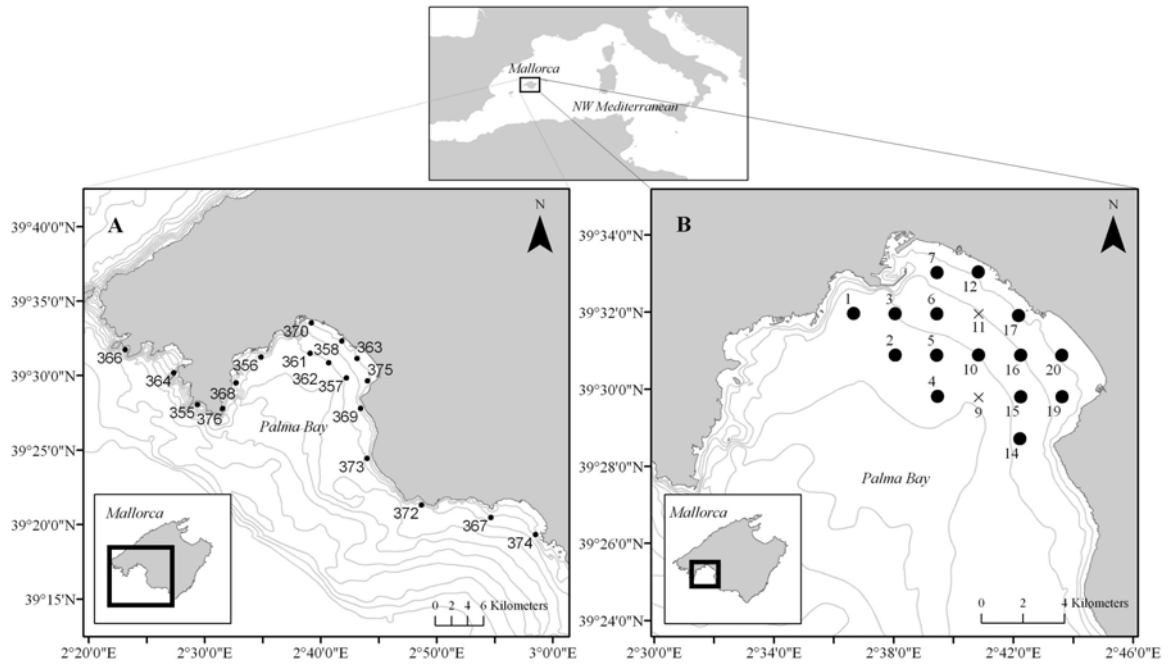 Mallorca
NW Mediterranean
A
N
39°40'0"N
39°35'0"N
39°30'0"N
39°25'0"N
39°20'0"N
39°15'0"N
370
363
358
361
356
375
366
362
357
364
368
355
376
369
Palma Bay
373
372
367
374
Mallorca
0 2 4 6 Kilometers
2°20'0"E
2°30'0"E
2°40'0"E
2°50'0"E
3°00'0"E
B
N
39°34'0"N
39°32'0"N
39°30'0"N
39°28'0"N
39°26'0"N
39°24'0"N
7
12
1
3
6
11
17
2
5
10
16
20
4
9
15
19
14
Palma Bay
Mallorca
0 2 4 Kilometers
2°30'0"E
2°34'0"E
2°38'0"E
2°42'0"E
2°46'0"E